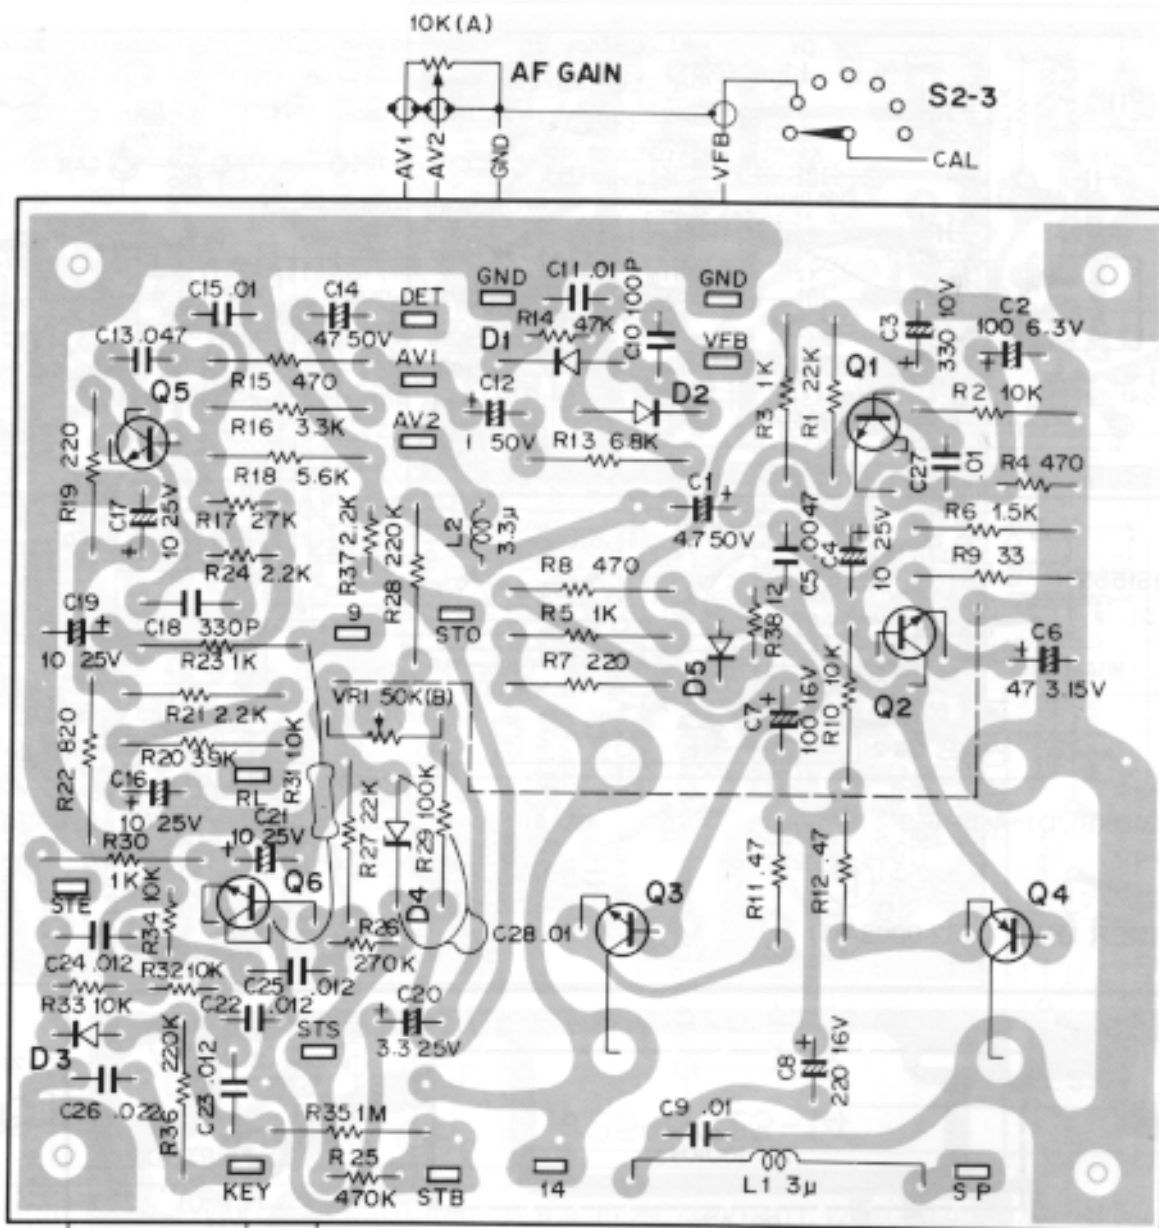 10K(A)
AF GAIN
S2-3
AV1
AV2
GND
VFB
CAL
GND
C11 .01
GND
C15 .01
C14
DET
.47 50V
R14
47K
C10 100P
C3
330 10V
C2
100 6.3V
C13 .047
D1
VFB
AV1
R15 470
Q5
C12
D2
R3 1K
R1 22K
Q1
R2 10K
R16 3.3K
AV2
1 50V
R13 6.8K
R19 220
R18 5.6K
C27
.01
R4 470
C17
10 25V
R17 27K
R37 2.2K
R28 220K
L2
3.3μ
C1
4.7 50V
C5 .0047
C4
10 25V
R6 1.5K
R24 2.2K
R8 470
R9 33
C19
10 25V
C18 330P
9
STO
R5 1K
R38 12
C6
47 3.15V
R23 1K
R7 220
D5
C7
100 16V
R10 10K
Q2
VR1 50K(B)
R21 2.2K
R22 820
R20 3.9K
R31 10K
C16
10 25V
RL
C21
10 25V
R27 22K
R29 100K
R30
1K
R11 .47
R12 .47
STE
R34 10K
Q6
D4
Q3
Q4
R26
270K
C28 .01
C24 .012
R32 10K
C25 .012
R33 10K
C22 .012
C20
3.3 25V
STS
D3
220K
R36
C23 .012
C8
220 16V
C26 .022
R35 1M
C9 .01
R25
470K
KEY
STB
14
L1 3μ
SP